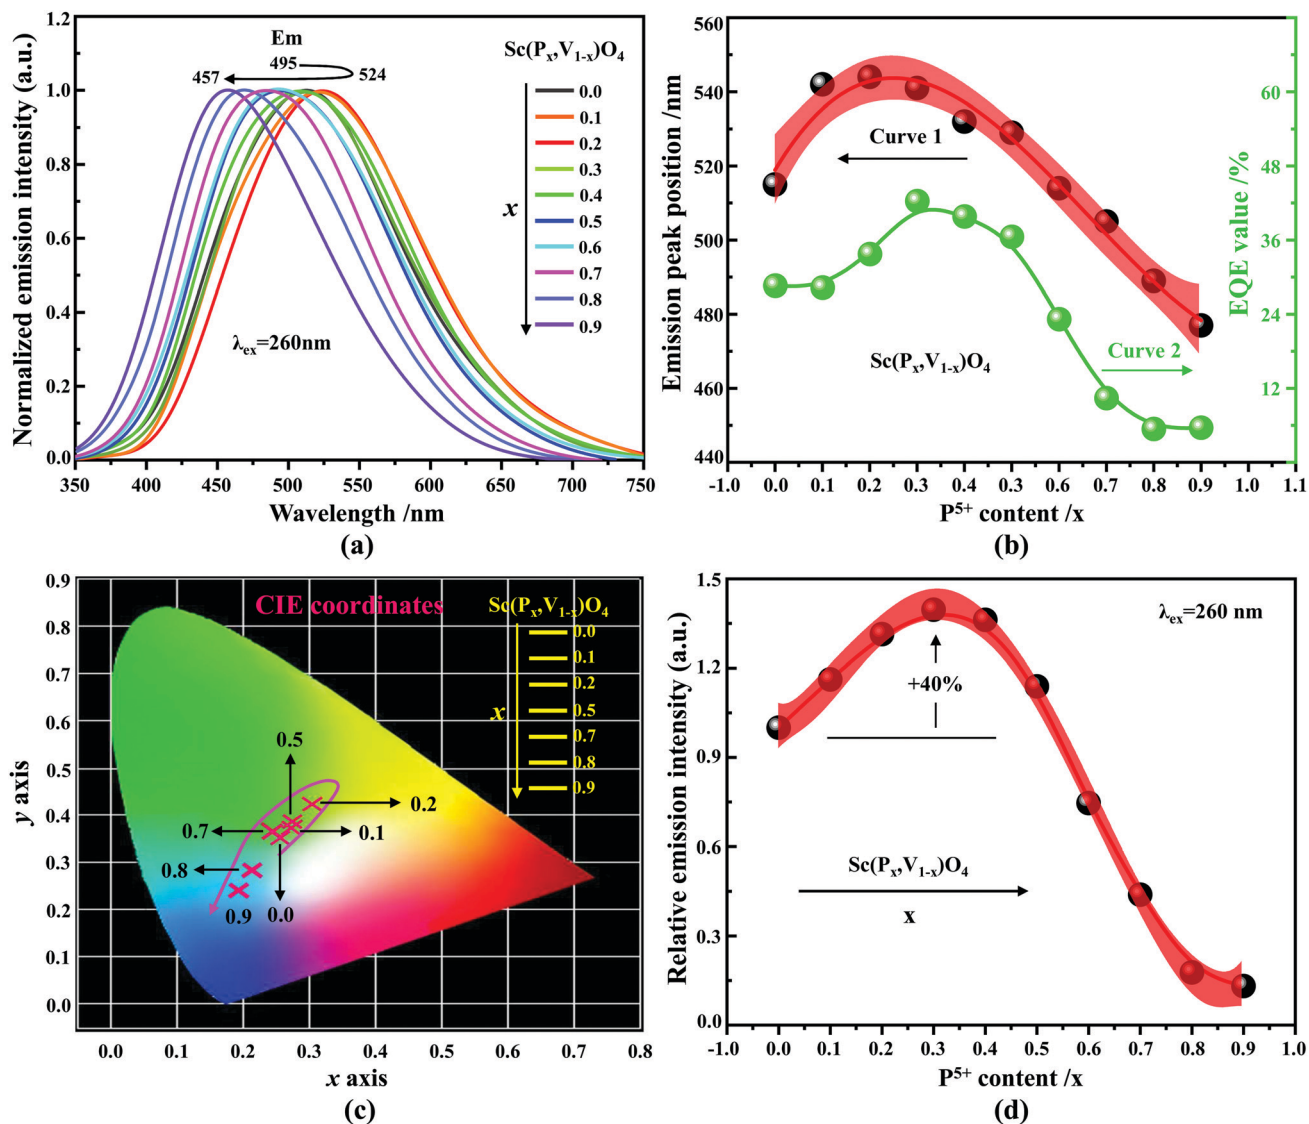 Normalized emission intensity (a.u.)
1.2
1.0
0.8
0.6
0.4
0.2
0.0
Em
495
457
524
Sc(Pₓ,V₁₋ₓ)O₄
x
0.0
0.1
0.2
0.3
0.4
0.5
0.6
0.7
0.8
0.9
λₑₓ=260nm
350 400 450 500 550 600 650 700 750
Wavelength /nm
(a)
Emission peak position /nm
560
540
520
500
480
460
440
Curve 1
Curve 2
Sc(Pₓ,V₁₋ₓ)O₄
60
48
36
24
12
EQE value /%
-1.0 0.0 0.1 0.2 0.3 0.4 0.3 0.6 0.7 0.8 0.9 1.0 1.1
P⁵⁺ content /x
(b)
y axis
0.9
0.8
0.7
0.6
0.5
0.4
0.3
0.2
0.1
0.0
CIE coordinates
Sc(Pₓ,V₁₋ₓ)O₄
x
0.0
0.1
0.2
0.5
0.7
0.8
0.9
0.5
0.2
0.7
0.1
0.8
0.9
0.0
0.0 0.1 0.2 0.3 0.4 0.5 0.6 0.7 0.8
x axis
(c)
Relative emission intensity (a.u.)
1.5
1.2
0.9
0.6
0.3
0.0
λₑₓ=260 nm
+40%
Sc(Pₓ,V₁₋ₓ)O₄
x
-1.0 0.0 0.1 0.2 0.3 0.4 0.5 0.6 0.7 0.8 0.9 1.0
P⁵⁺ content /x
(d)